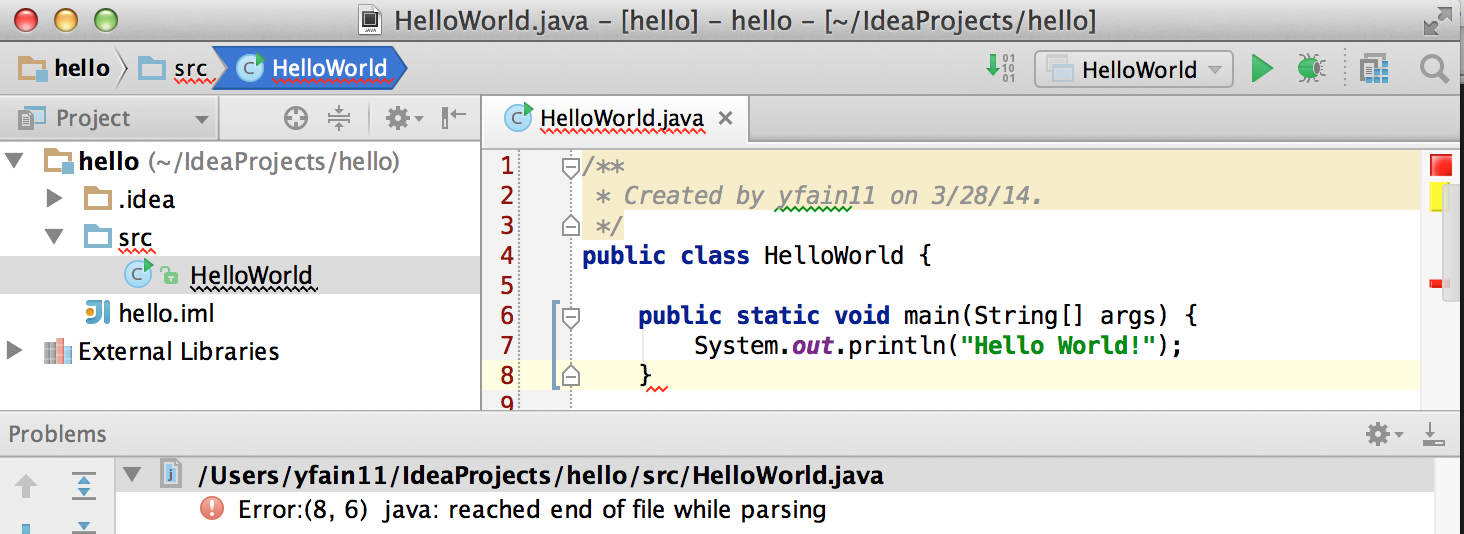 HelloWorld.java – [hello] – hello – [~/IdeaProjects/hello]
hello src HelloWorld HelloWorld
Project HelloWorld.java
hello (~/IdeaProjects/hello)
.idea
src
HelloWorld
hello.iml
External Libraries
1 /**
2 * Created by yfain11 on 3/28/14.
3 */
4 public class HelloWorld {
5
6 public static void main(String[] args) {
7 System.out.println("Hello World!");
8 }
9
Problems
/Users/yfain11/IdeaProjects/hello/src/HelloWorld.java
Error:(8, 6) java: reached end of file while parsing